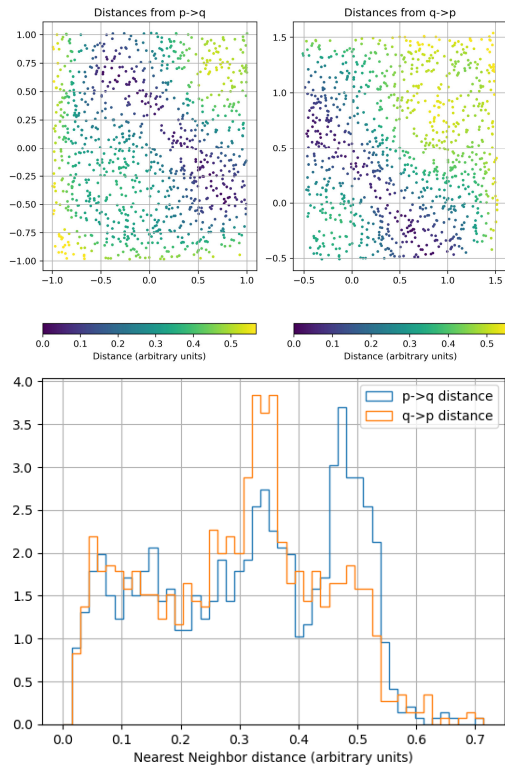 Distances from p->q
Distances from q->p
1.00
0.75
0.50
0.25
0.00
−0.25
−0.50
−0.75
−1.00
−1.0 −0.5 0.0 0.5 1.0
1.5
1.0
0.5
0.0
−0.5
−0.5 0.0 0.5 1.0 1.5
0.0 0.1 0.2 0.3 0.4 0.5
Distance (arbitrary units)
0.0 0.1 0.2 0.3 0.4 0.5
Distance (arbitrary units)
4.0
3.5
3.0
2.5
2.0
1.5
1.0
0.5
0.0
p->q distance
q->p distance
0.0 0.1 0.2 0.3 0.4 0.5 0.6 0.7
Nearest Neighbor distance (arbitrary units)